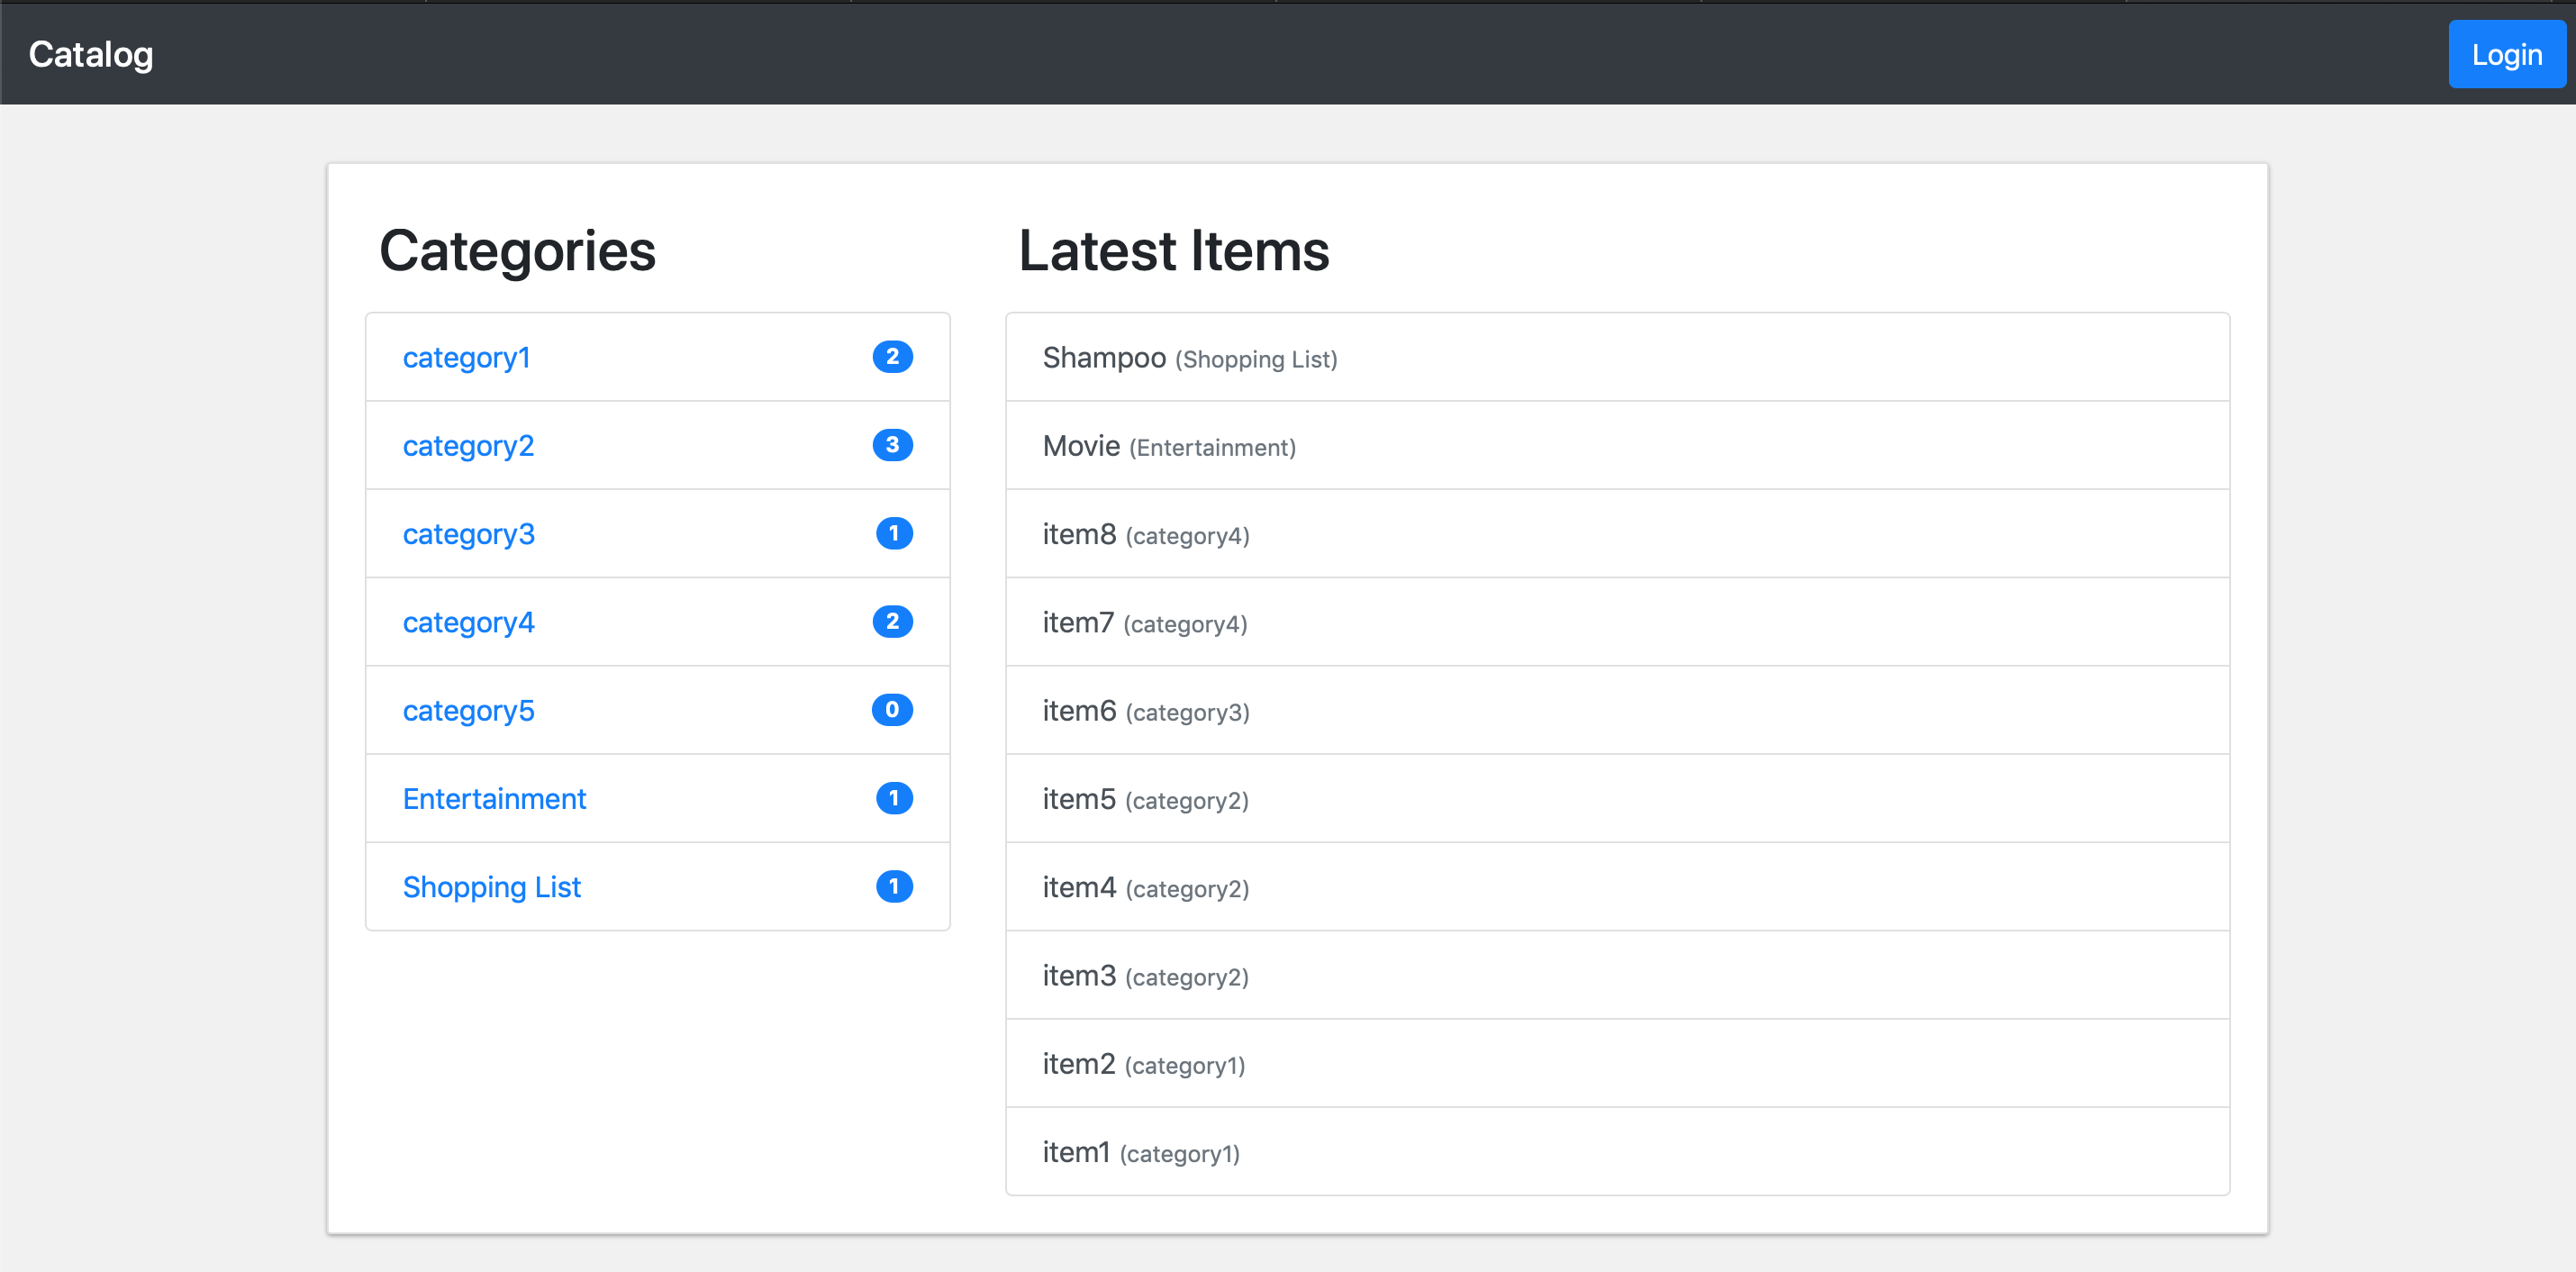 Catalog
Login
Categories
category1 2
category2 3
category3 1
category4 2
category5 0
Entertainment 1
Shopping List 1
Latest Items
Shampoo (Shopping List)
Movie (Entertainment)
item8 (category4)
item7 (category4)
item6 (category3)
item5 (category2)
item4 (category2)
item3 (category2)
item2 (category1)
item1 (category1)